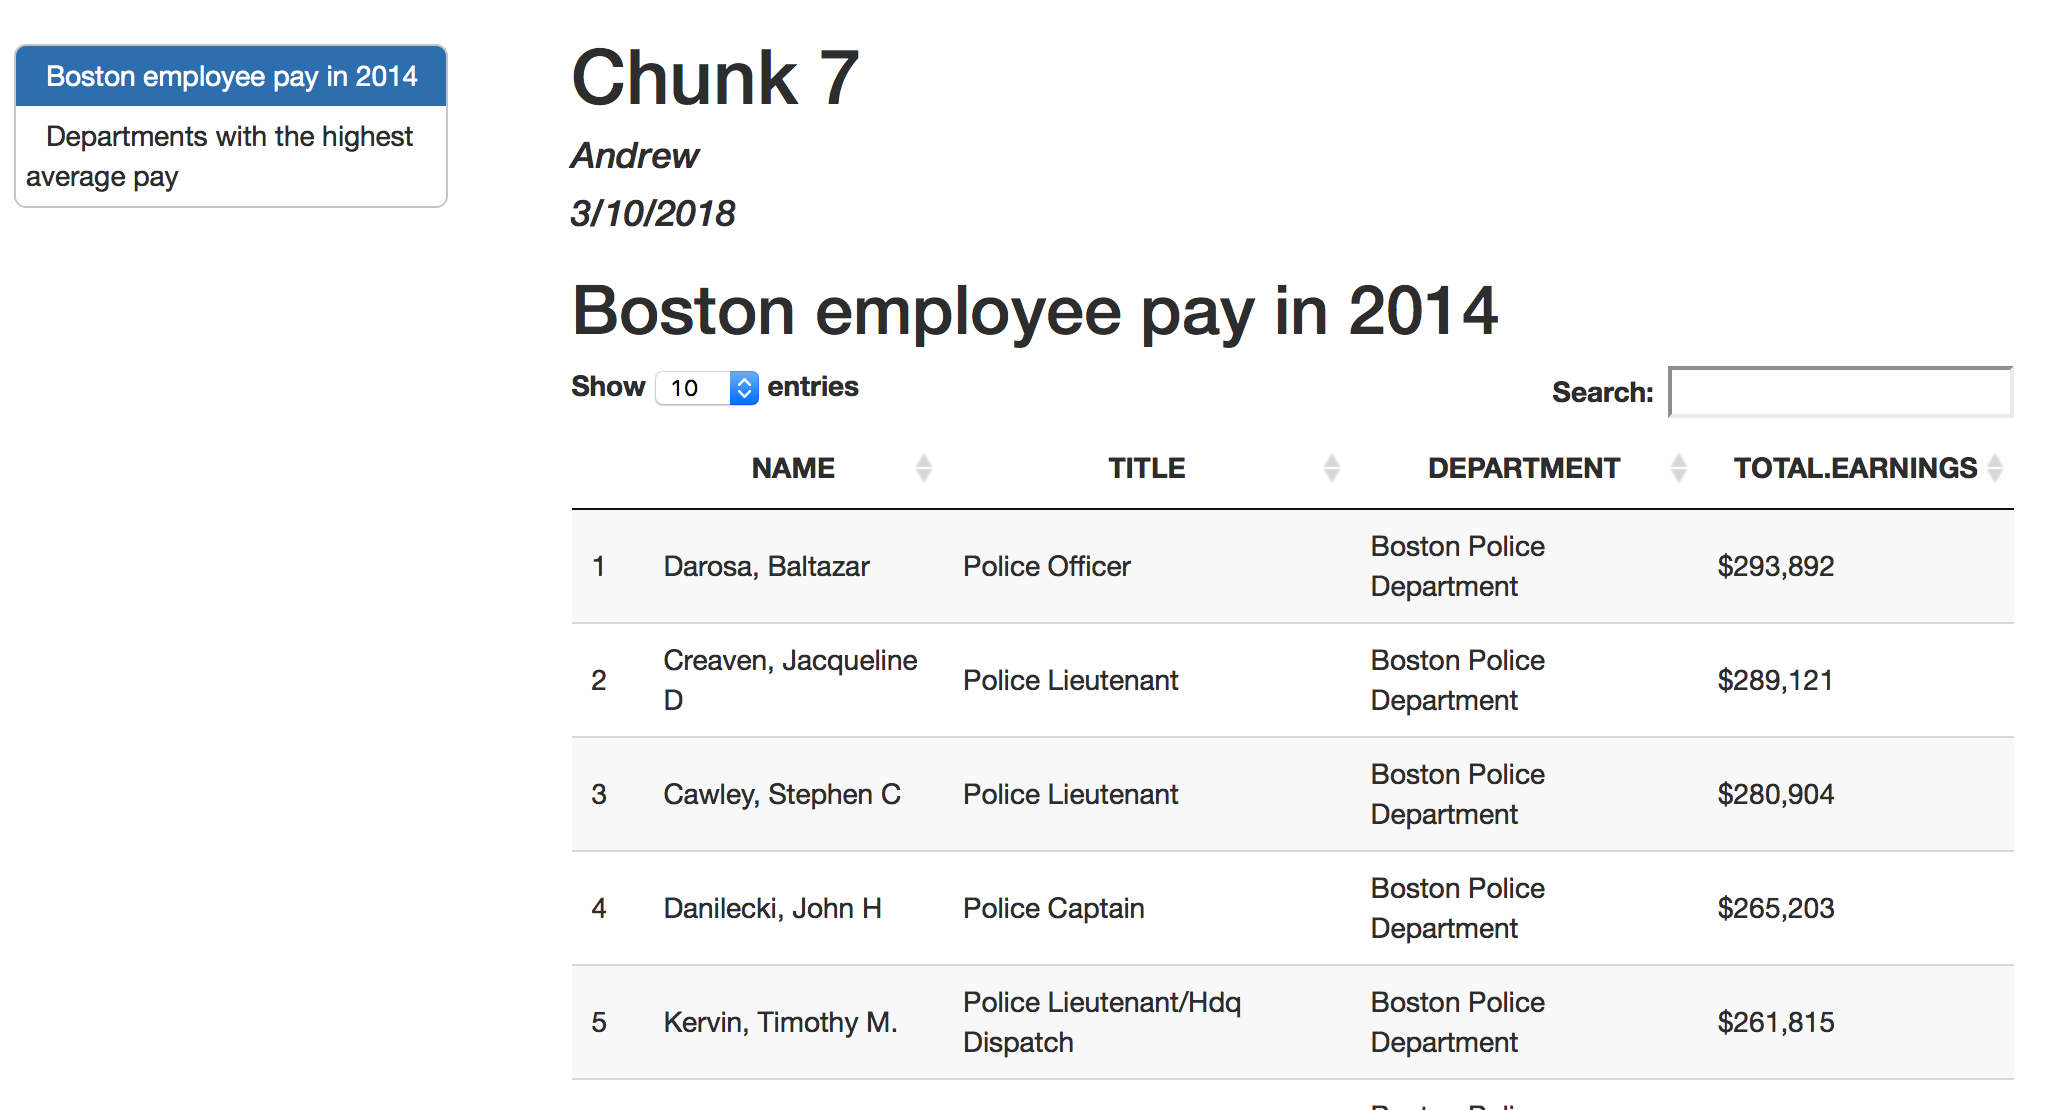 Boston employee pay in 2014
Departments with the highest
average pay
Chunk 7
Andrew
3/10/2018
Boston employee pay in 2014
Show 10 entries
Search:
NAME TITLE DEPARTMENT TOTAL.EARNINGS
1 Darosa, Baltazar Police Officer Boston Police Department $293,892
2 Creaven, Jacqueline D Police Lieutenant Boston Police Department $289,121
3 Cawley, Stephen C Police Lieutenant Boston Police Department $280,904
4 Danilecki, John H Police Captain Boston Police Department $265,203
5 Kervin, Timothy M. Police Lieutenant/Hdq Dispatch Boston Police Department $261,815